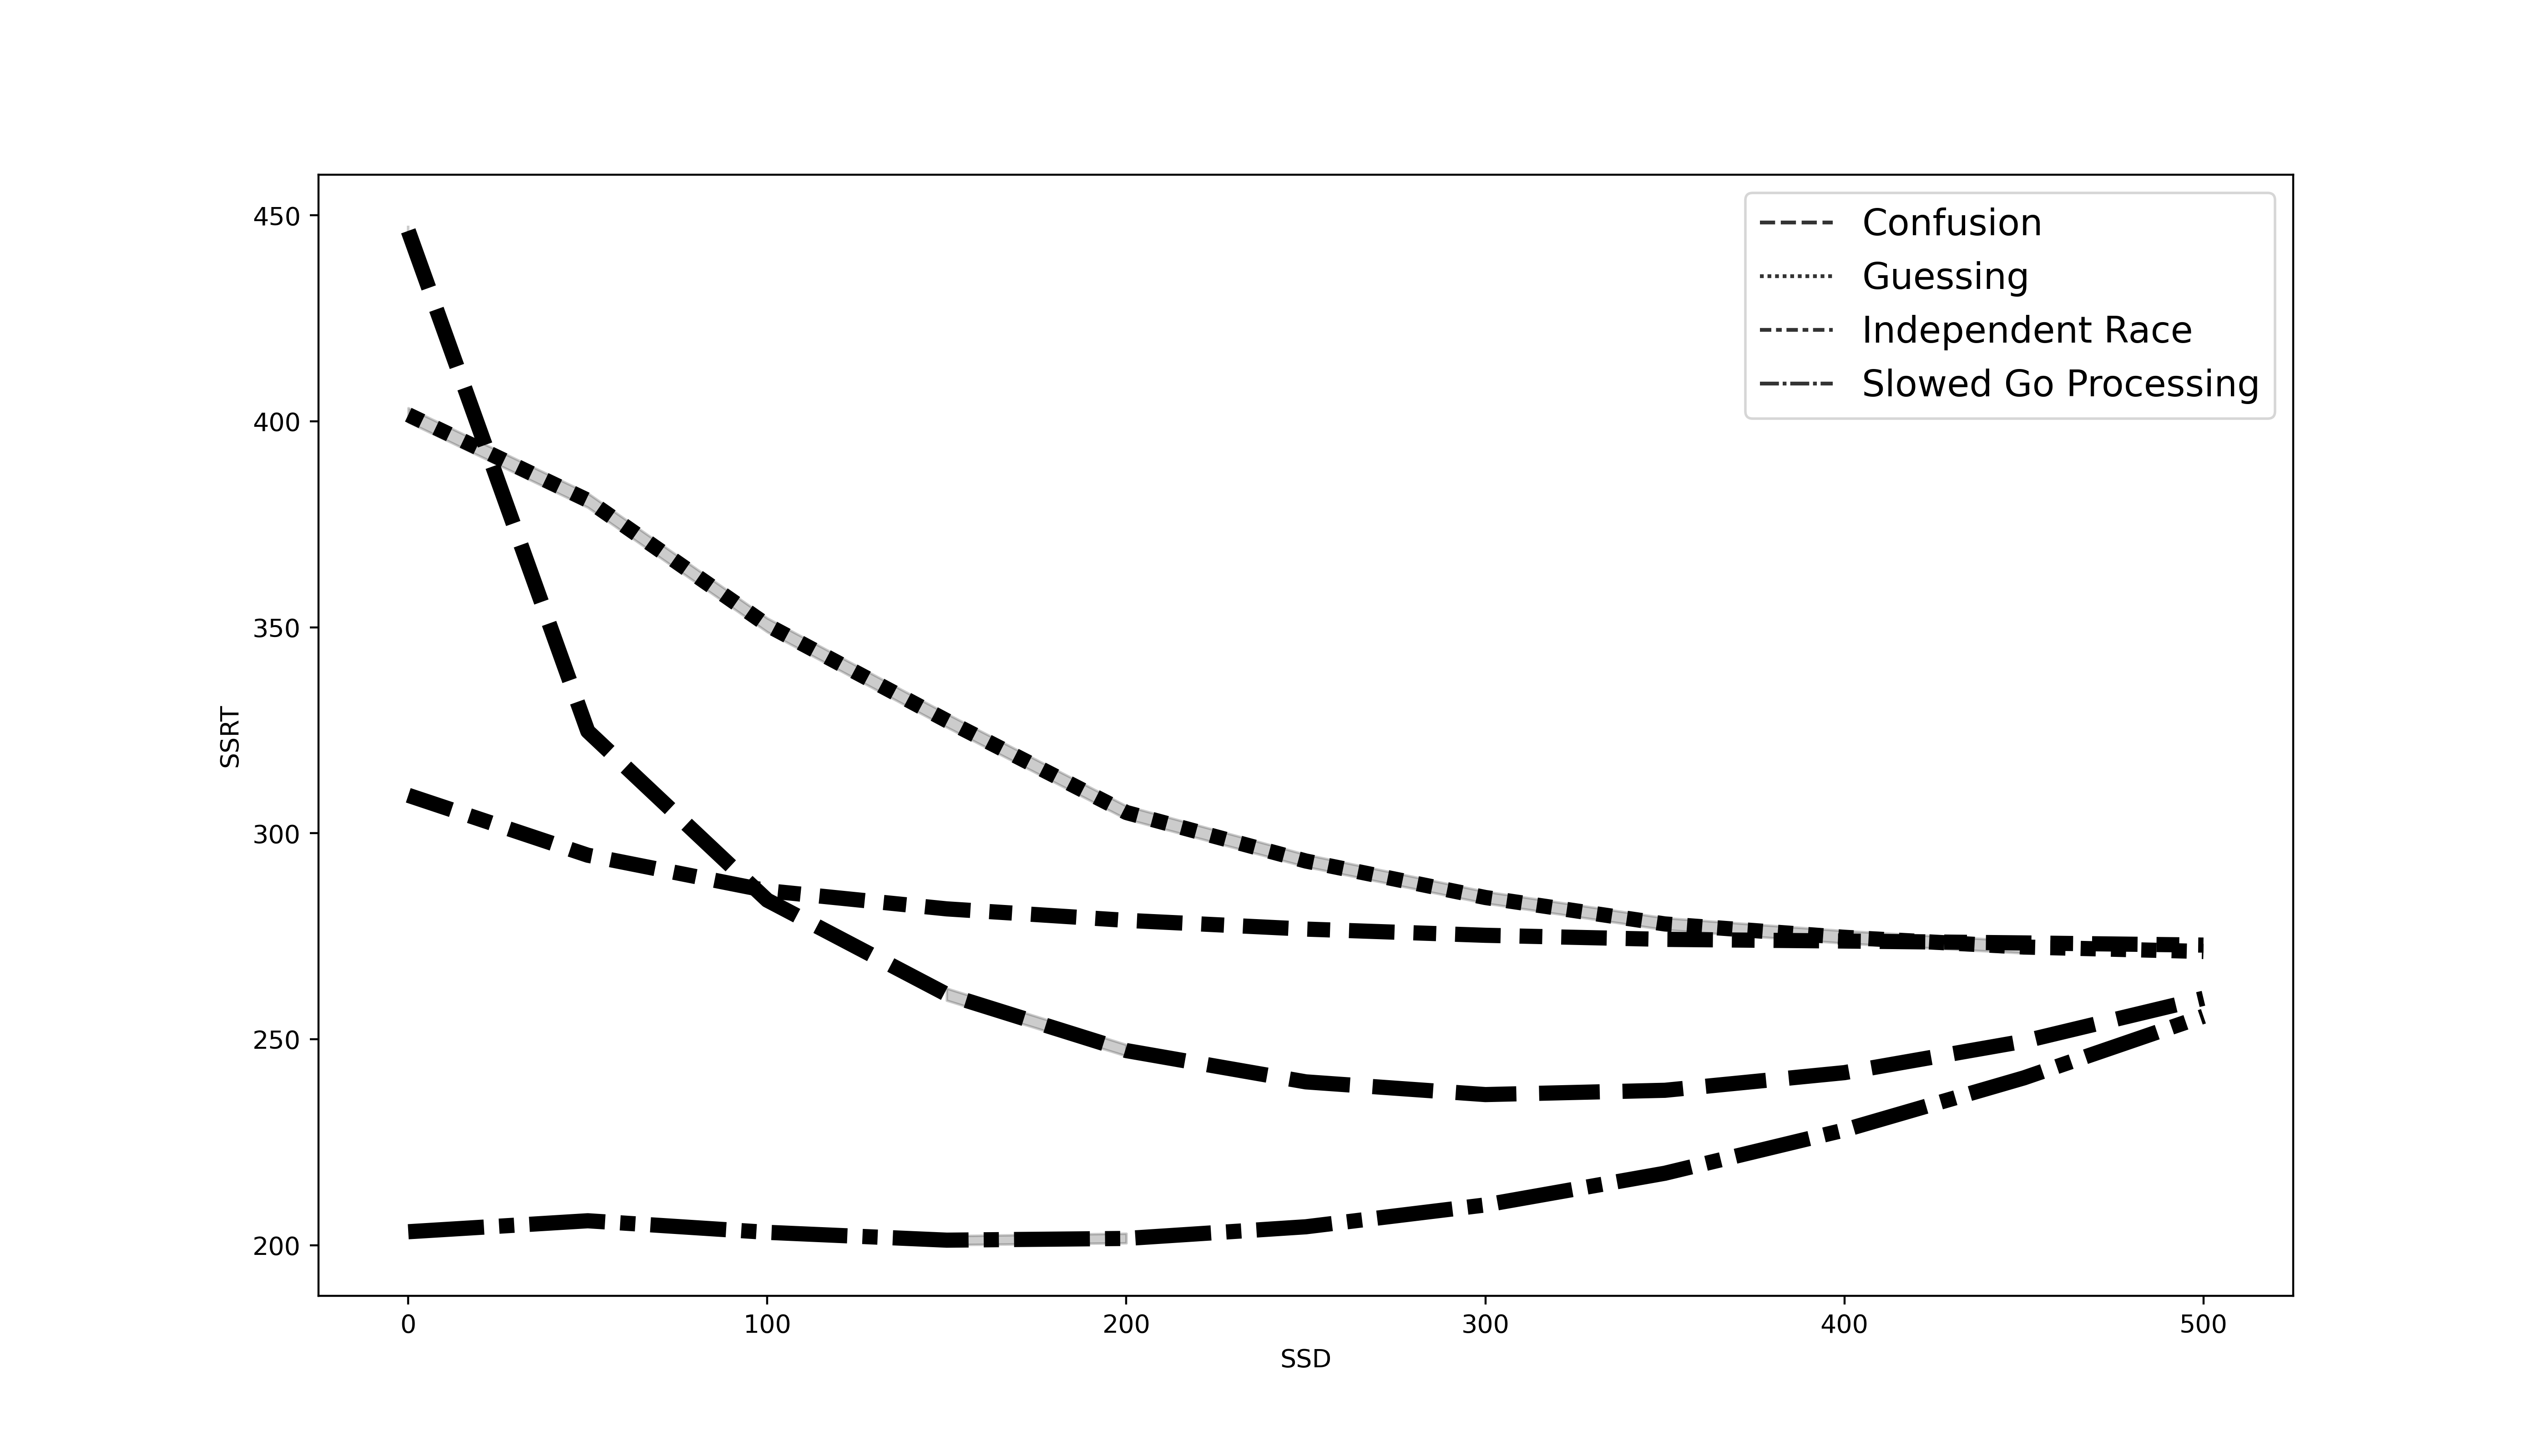 450
400
350
300
250
200
SSRT
0 100 200 300 400 500
SSD
Confusion
Guessing
Independent Race
Slowed Go Processing